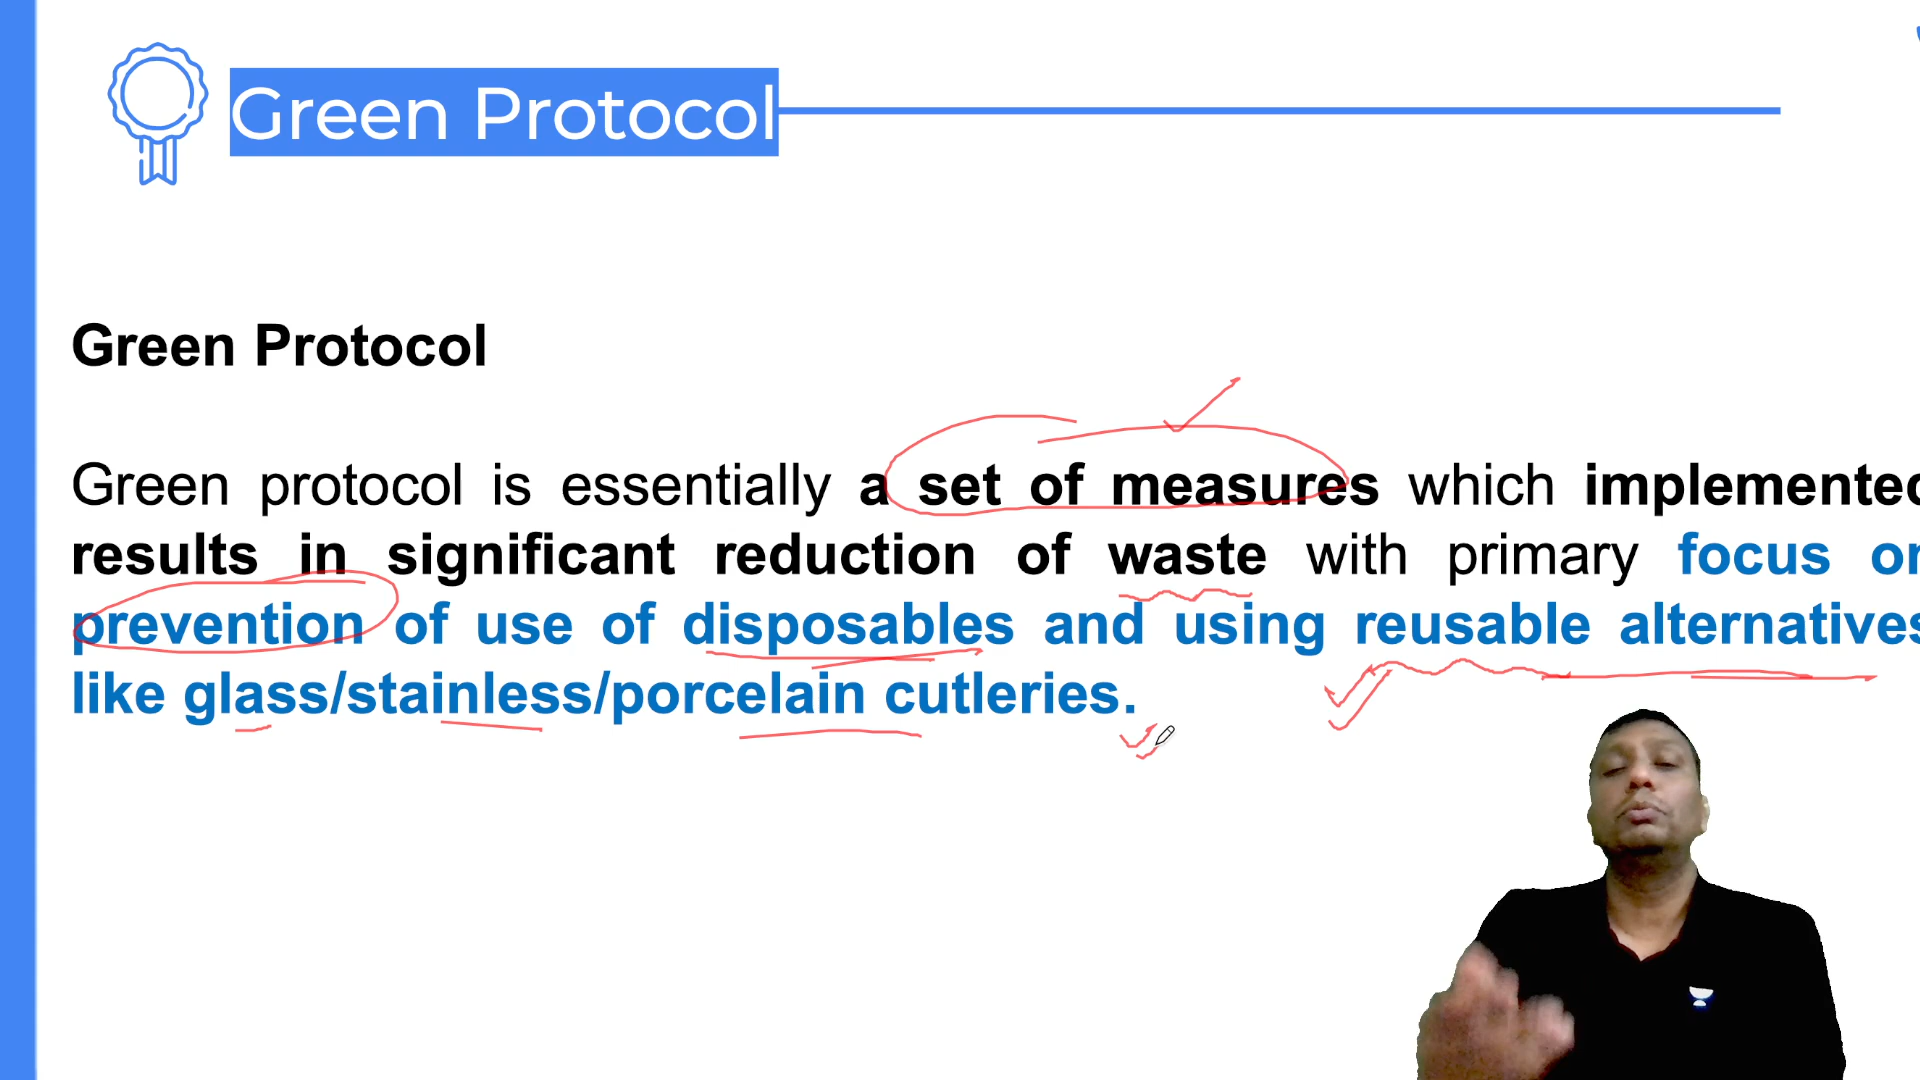 Green Protocol
Green Protocol
Green protocol is essentially a set of measures which implemented
results in significant reduction of waste with primary focus on
prevention of use of disposables and using reusable alternatives
like glass/stainless/porcelain cutleries.